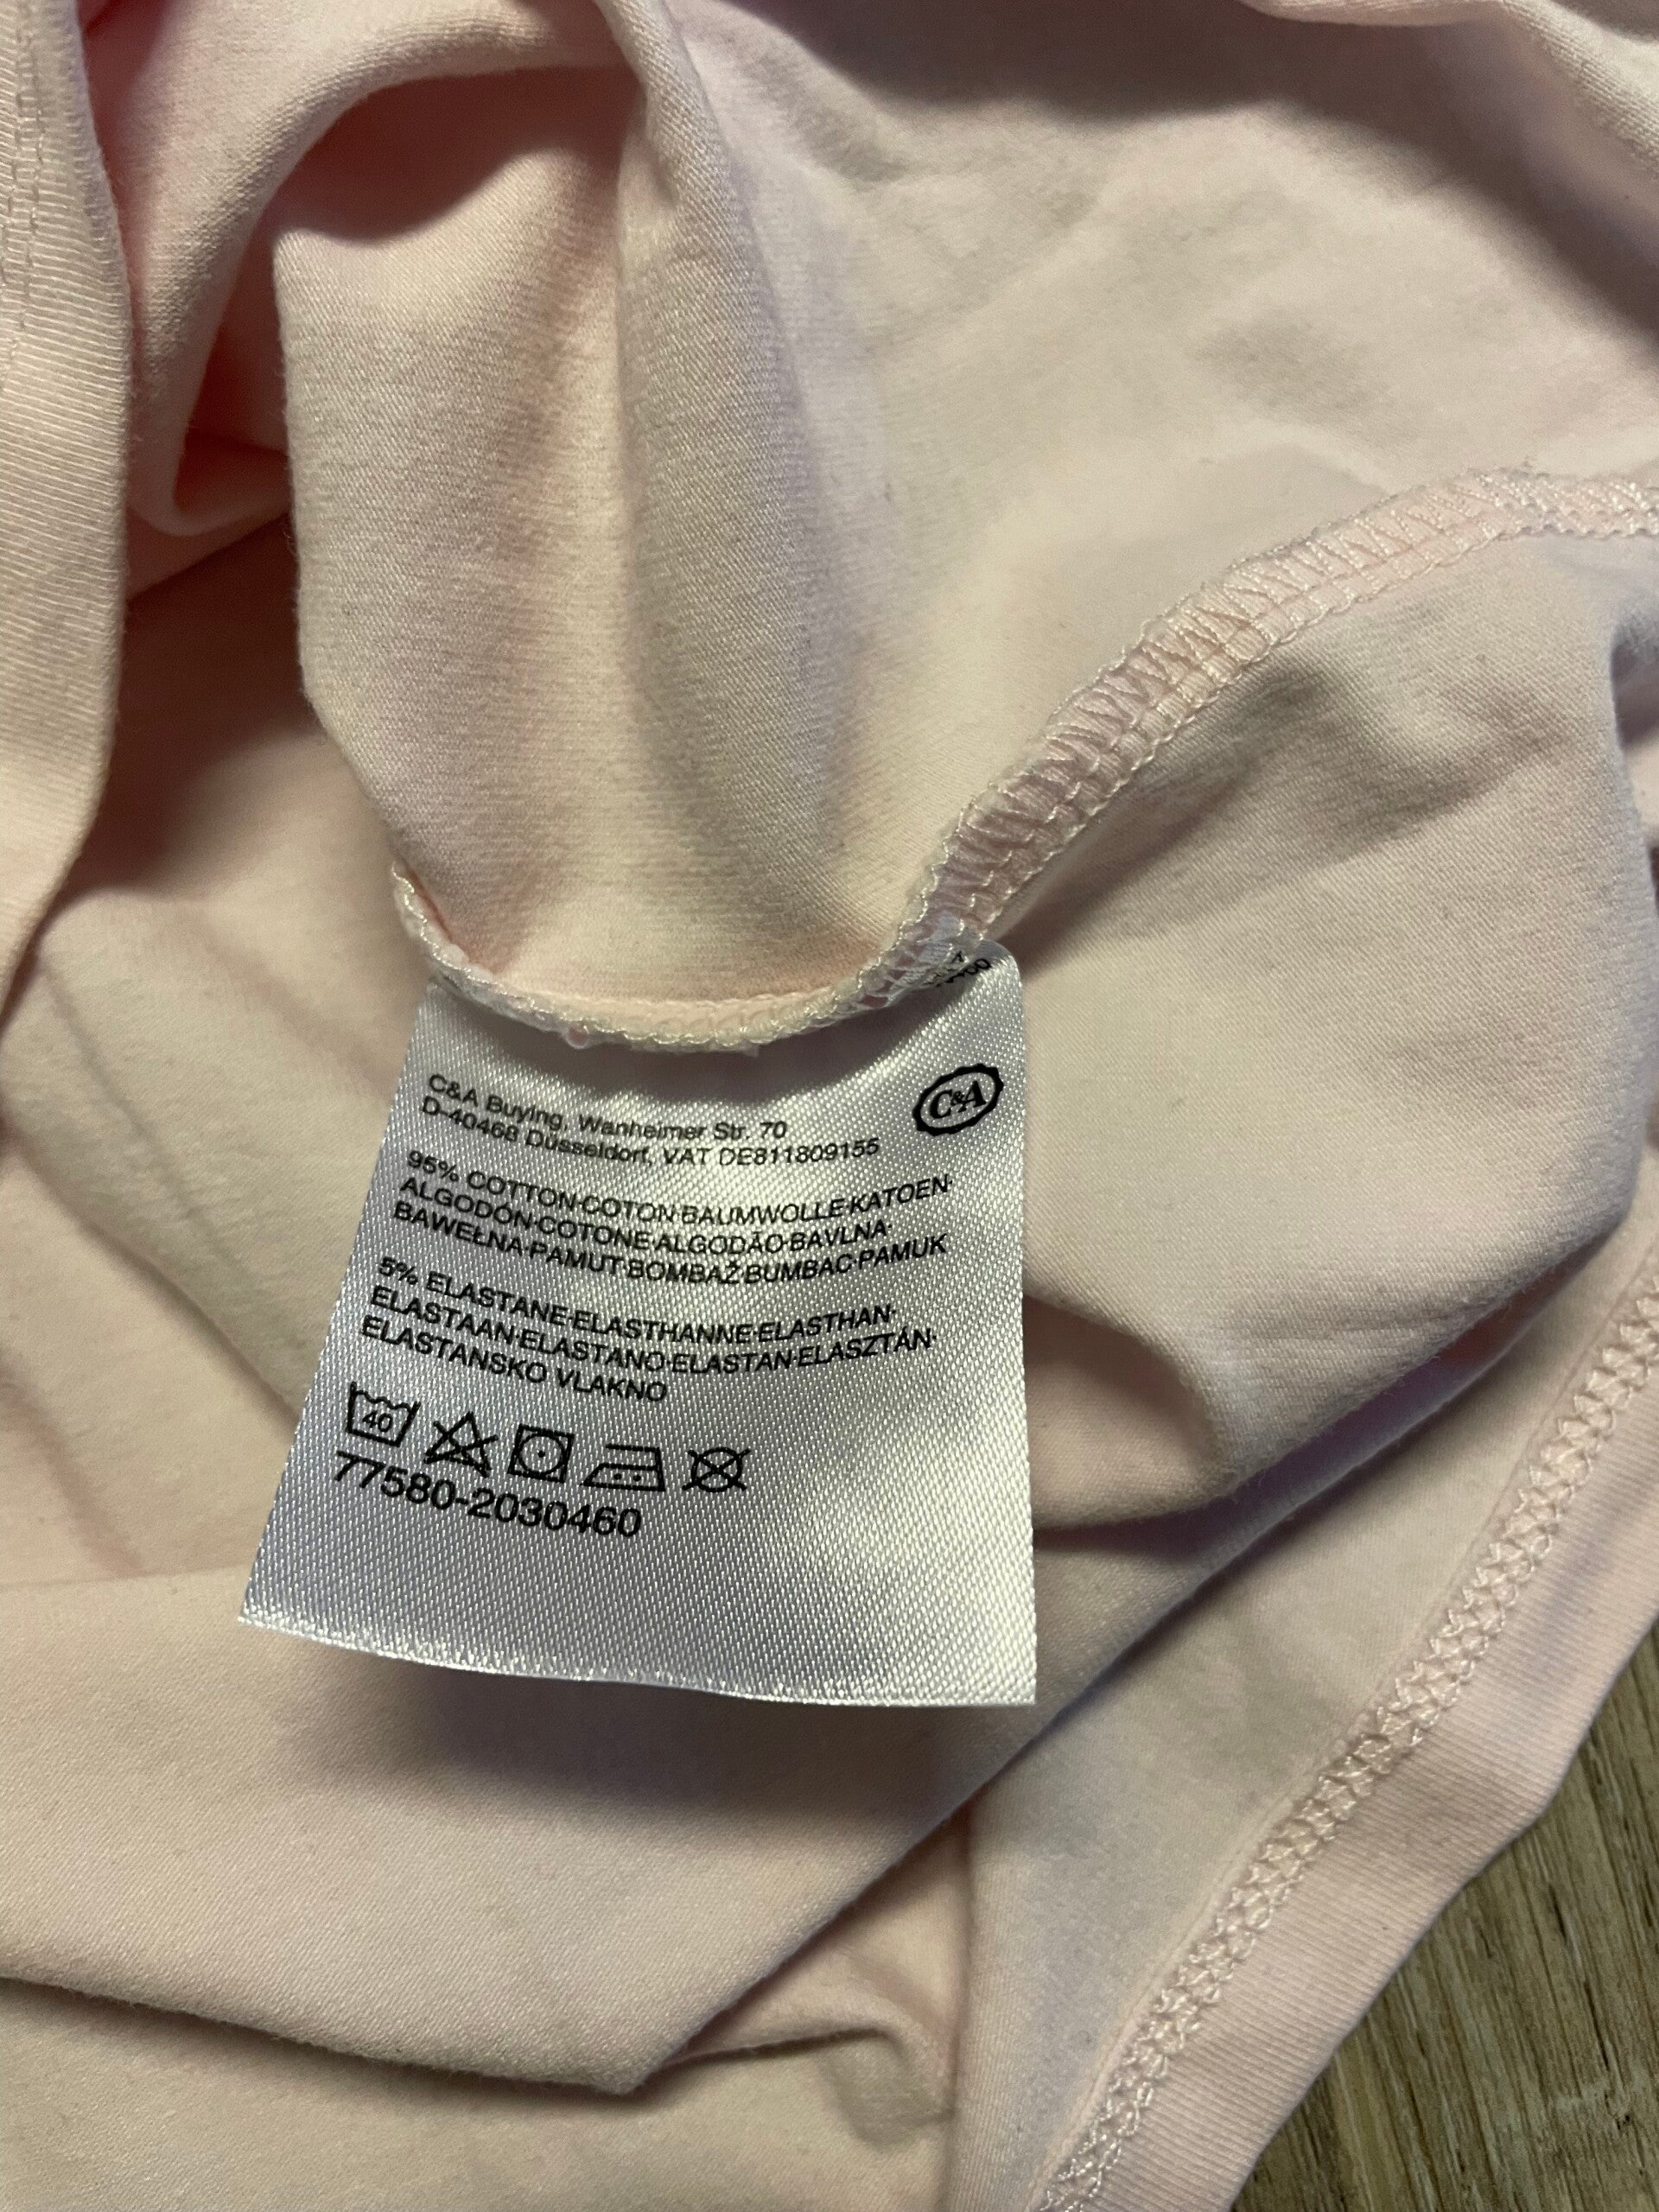 C&A
C&A Buying, Wanheimer Str. 70
D-40468 Düsseldorf, VAT DE811809155
95% COTTON·COTON·BAUMWOLLE·KATOEN·
ALGODÓN·COTONE·ALGODÃO·BAVLNA·
BAWEŁNA·PAMUT·BOMBAŽ·BUMBAC·PAMUK
5% ELASTANE·ELASTHANNE·ELASTHAN·
ELASTAAN·ELASTANO·ELASTAN·ELASZTÁN·
ELASTANSKO VLAKNO
40
77580-2030460